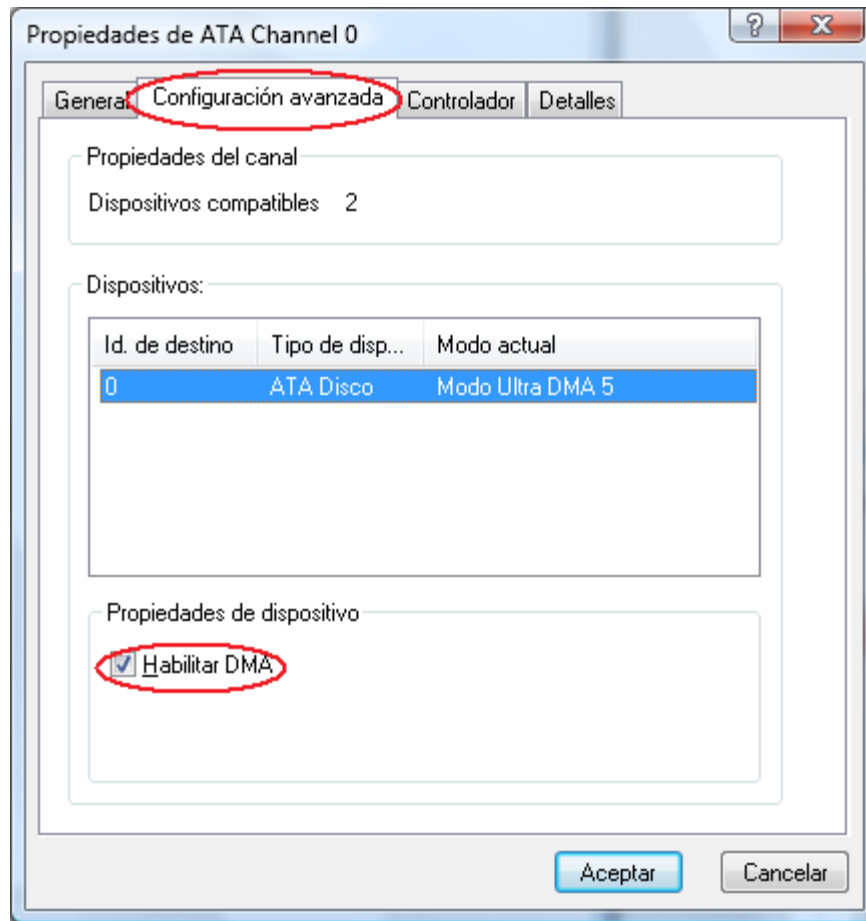 Propiedades de ATA Channel 0
General Configuración avanzada Controlador Detalles
Propiedades del canal
Dispositivos compatibles 2
Dispositivos:
Id. de destino Tipo de disp... Modo actual
0 ATA Disco Modo Ultra DMA 5
Propiedades de dispositivo
Habilitar DMA
Aceptar Cancelar